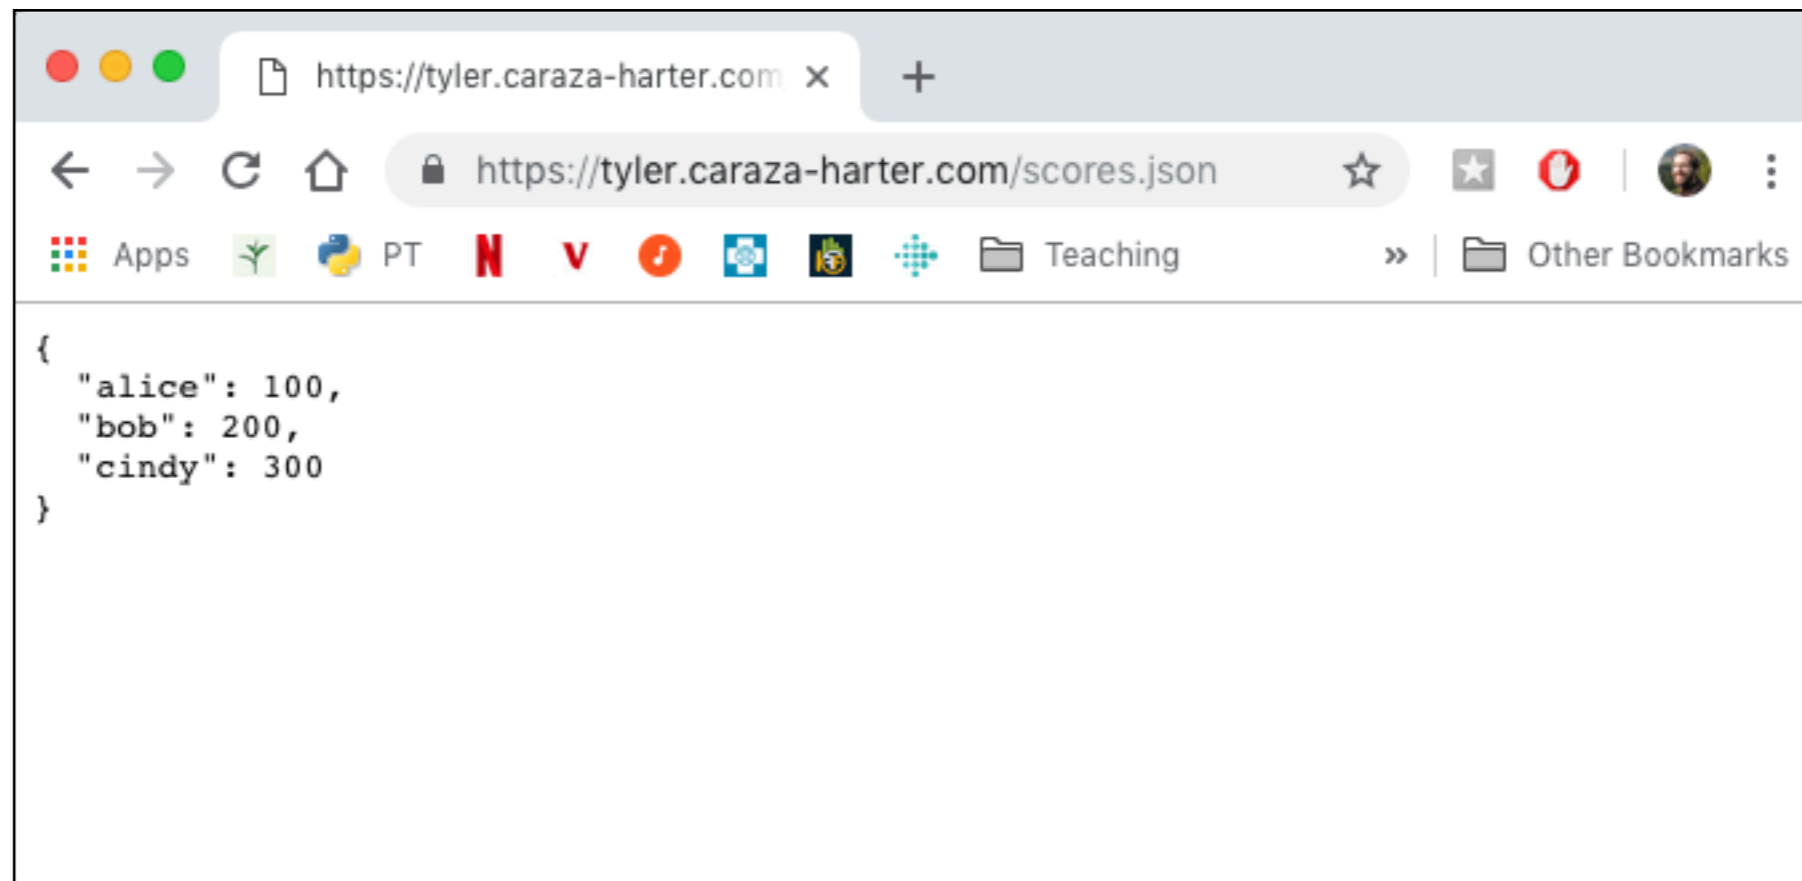 https://tyler.caraza-harter.com
https://tyler.caraza-harter.com/scores.json
Apps PT N V Teaching » Other Bookmarks
{
  "alice": 100,
  "bob": 200,
  "cindy": 300
}